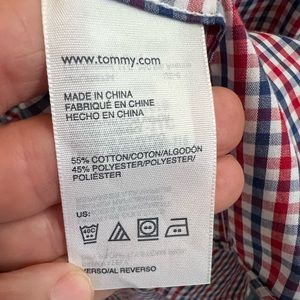 www.tommy.com
MADE IN CHINA
FABRIQUÉ EN CHINE
HECHO EN CHINA
55% COTTON/COTON/ALGODÓN
45% POLYESTER/POLYESTER/
POLIÉSTER
US:
40C
VERSO/AL REVERSO